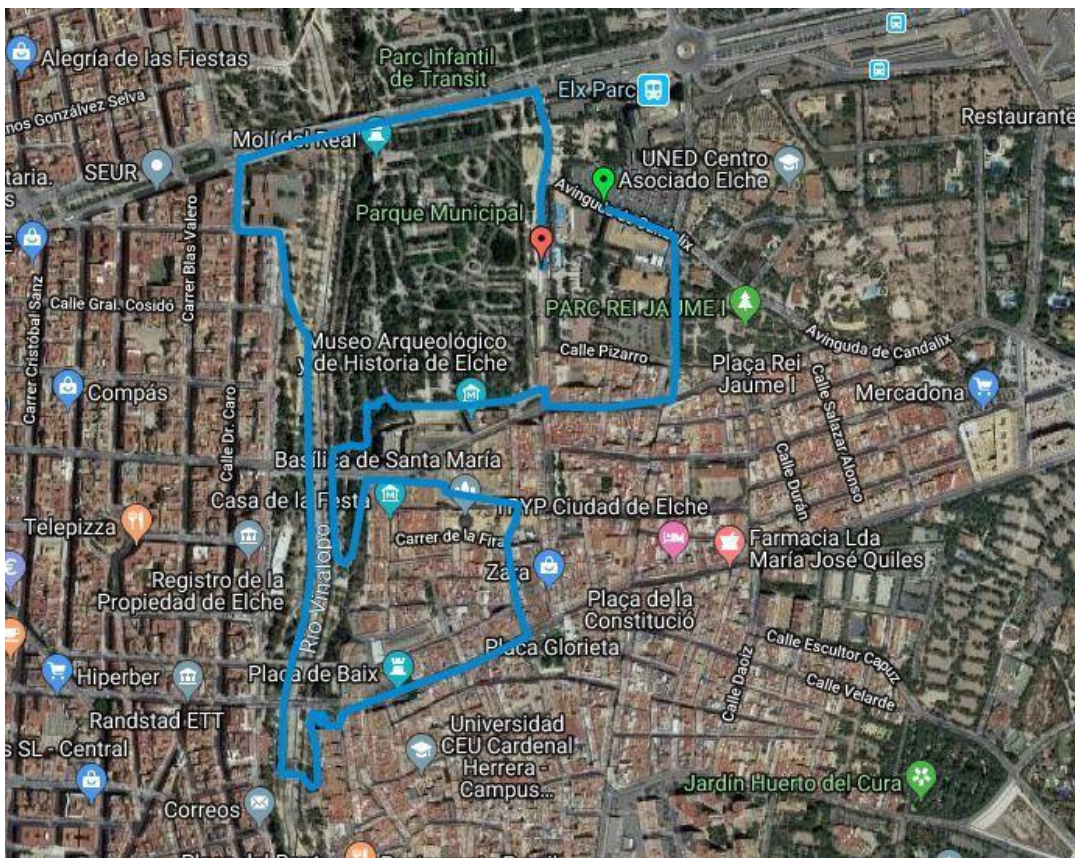 Alegría de las Fiestas
Parc Infantil
de Transit
Elx Parc
nos Gonzálvez Selva
Restaurante
Molí del Real
SEUR
UNED Centro
Asociado Elche
taria.
s
Parque Municipal
Avinguda de Candalix
E
Carrer Blas Valero
Carrer Cristóbal Sanz
Calle Gral. Cosidó
PARC REI JAUME I
Avinguda de Candalix
Museo Arqueológico
y de Historia de Elche
Calle Pizarro
Plaça Rei
Jaume I
Compás
Mercadona
Calle Dr. Caro
Calle Salazar Alonso
Basílica de Santa María
Calle Durán
Casa de la Festa
YP Ciudad de Elche
Telepizza
Carrer de la Fira
Farmacia Lda
María José Quiles
Zara
Registro de la
Propiedad de Elche
Río Vinalopo
Plaça de la
Constitució
Plaça Glorieta
Calle Escultor Capuz
Hiperber
Plaça de Baix
Calle Daoiz
Calle Velarde
Randstad ETT
Universidad
CEU Cardenal
Herrera -
Campus...
s SL - Central
Jardín Huerto del Cura
Correos